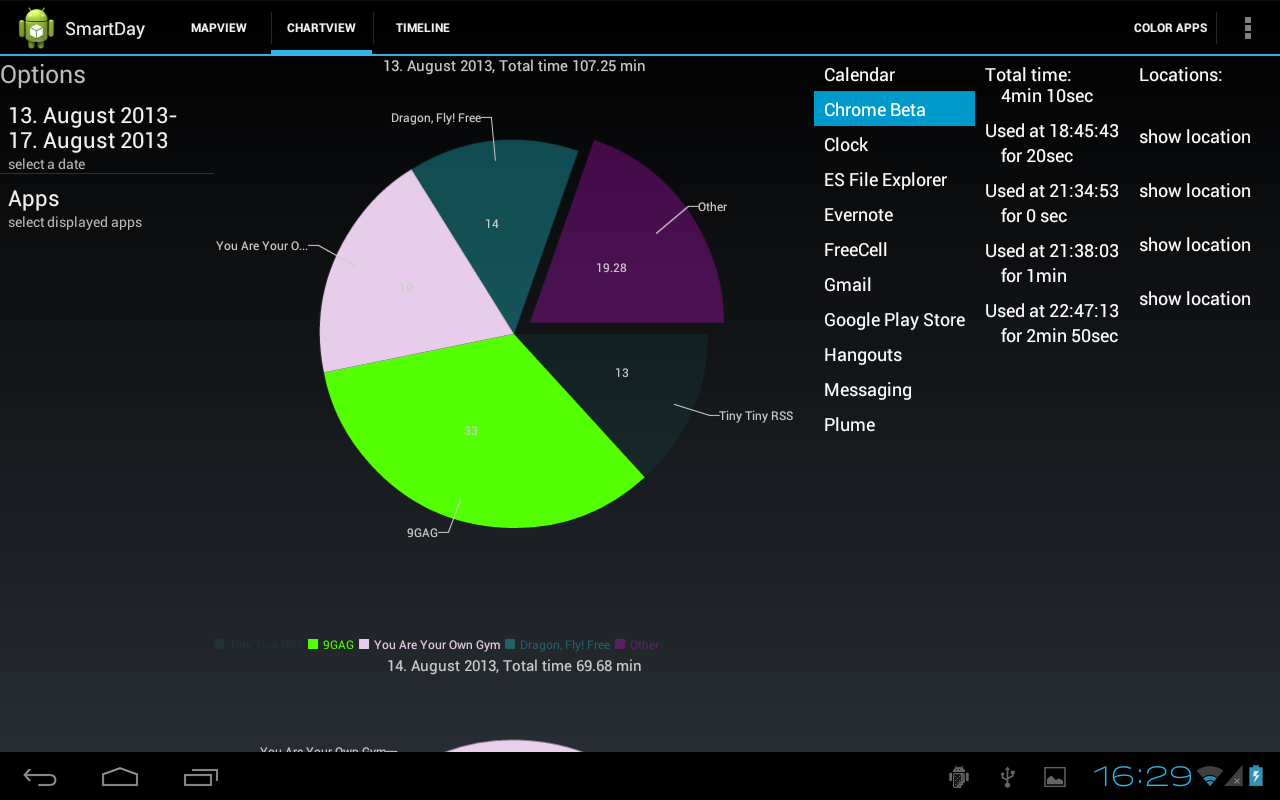 SmartDay
MAPVIEW
CHARTVIEW
TIMELINE
COLOR APPS
Options
13. August 2013-
17. August 2013
select a date
Apps
select displayed apps
13. August 2013, Total time 107.25 min
Dragon, Fly! Free
14
Other
19.28
You Are Your O...
19
13
Tiny Tiny RSS
33
9GAG
Tiny Tiny RSS
9GAG
You Are Your Own Gym
Dragon, Fly! Free
Other
14. August 2013, Total time 69.68 min
You Are Your Own Gym
Calendar
Chrome Beta
Clock
ES File Explorer
Evernote
FreeCell
Gmail
Google Play Store
Hangouts
Messaging
Plume
Total time:
4min 10sec
Used at 18:45:43
for 20sec
Used at 21:34:53
for 0 sec
Used at 21:38:03
for 1min
Used at 22:47:13
for 2min 50sec
Locations:
show location
show location
show location
show location
16:29